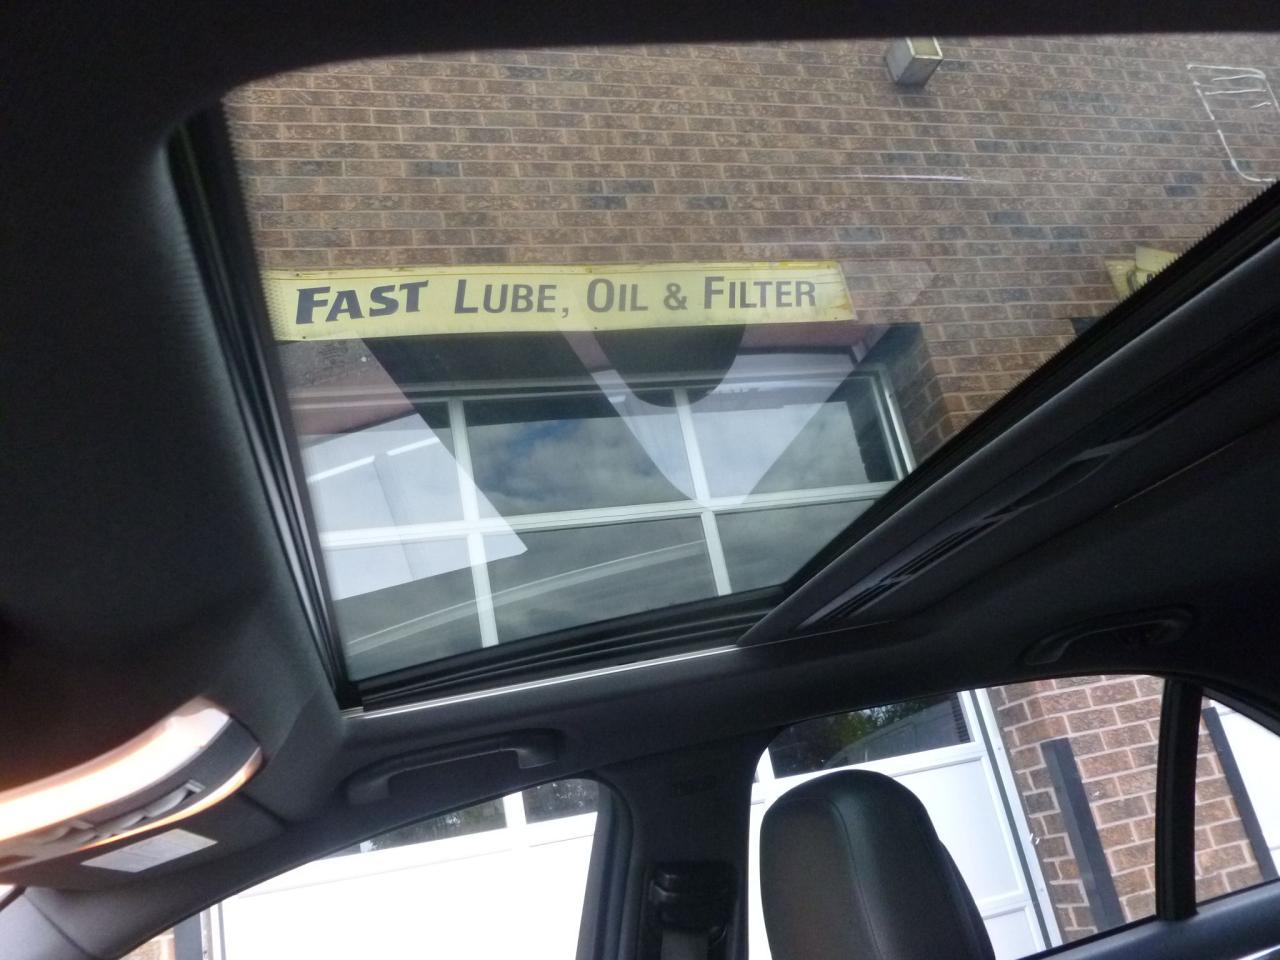 FAST LUBE, OIL & FILTER